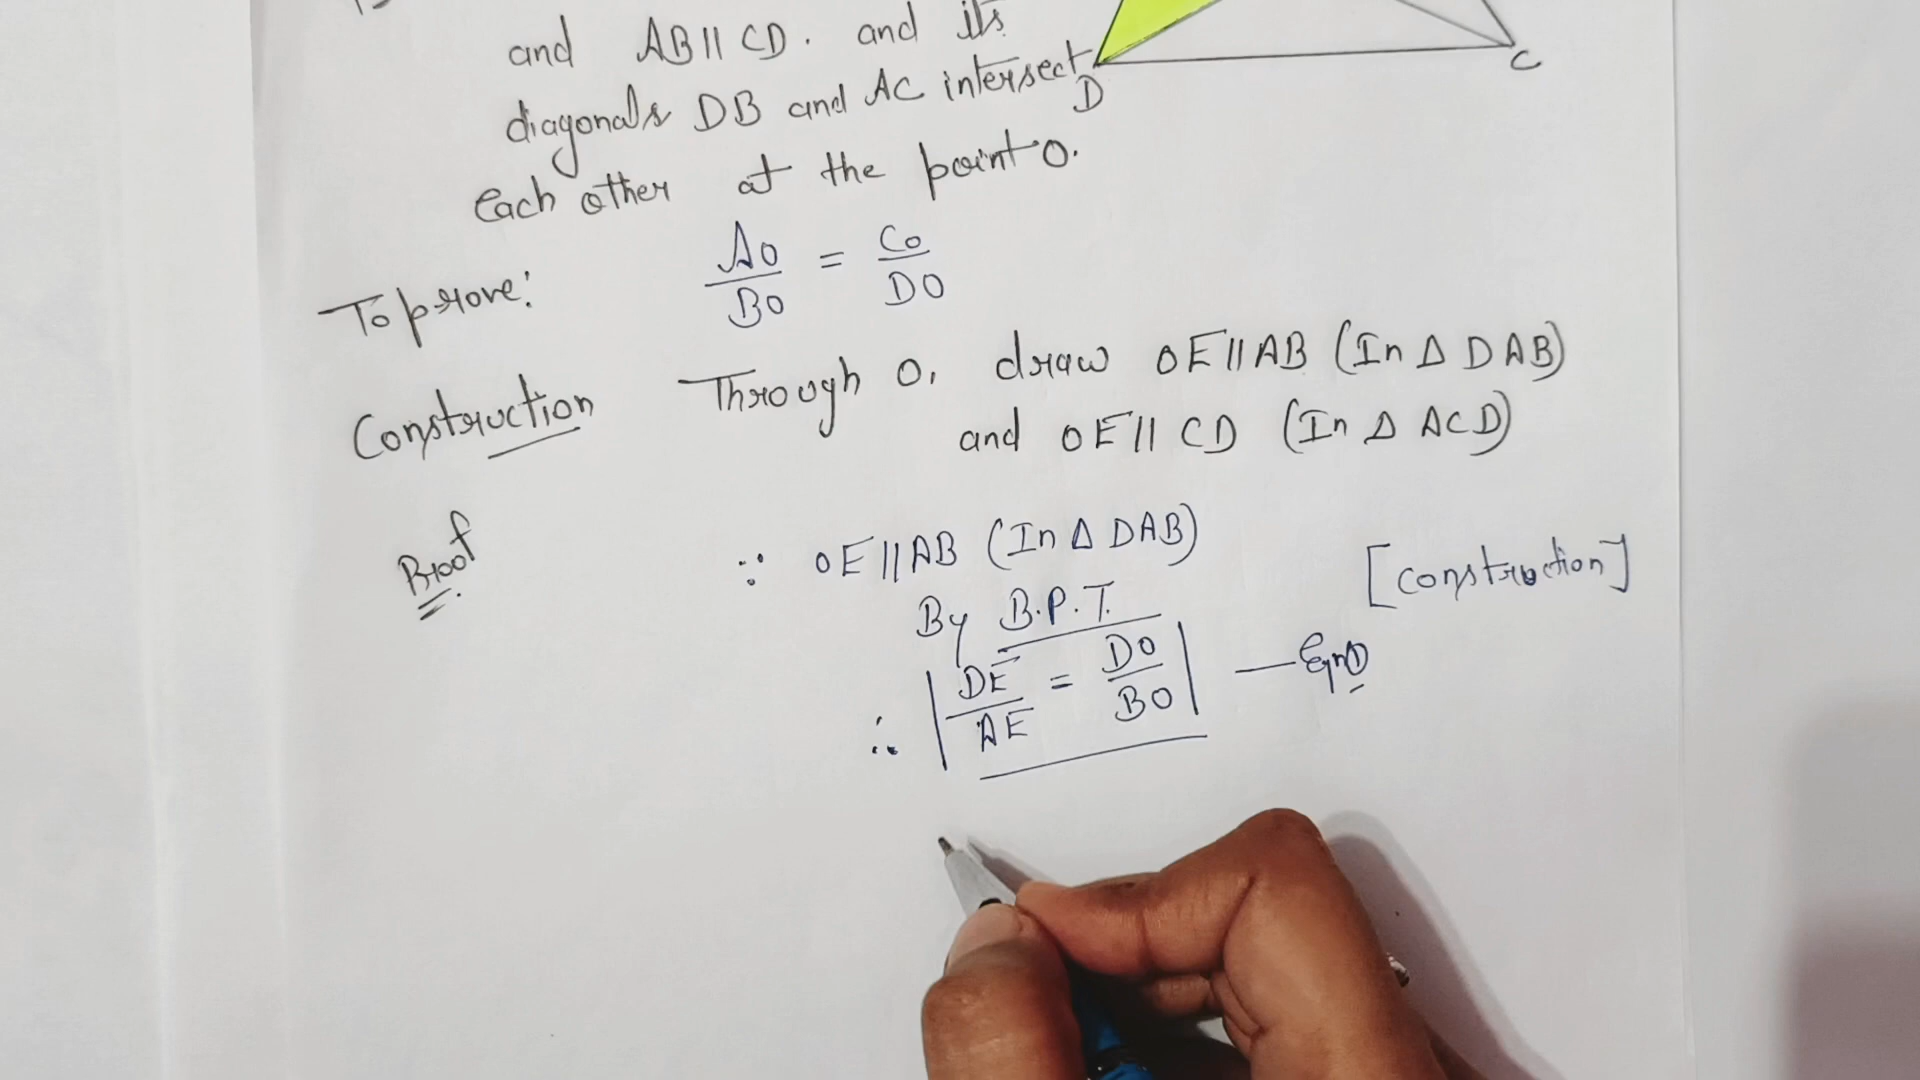 and AB || CD. and its
diagonals DB and AC intersect
each other at the point O.
D
C
To prove: AO/BO = CO/DO
Construction Through O, draw OE || AB (In Δ DAB)
and OE || CD (In Δ ACD)
Proof ∵ OE || AB (In Δ DAB) [construction]
By B.P.T.
∴ DE/AE = DO/BO — Eqn ①